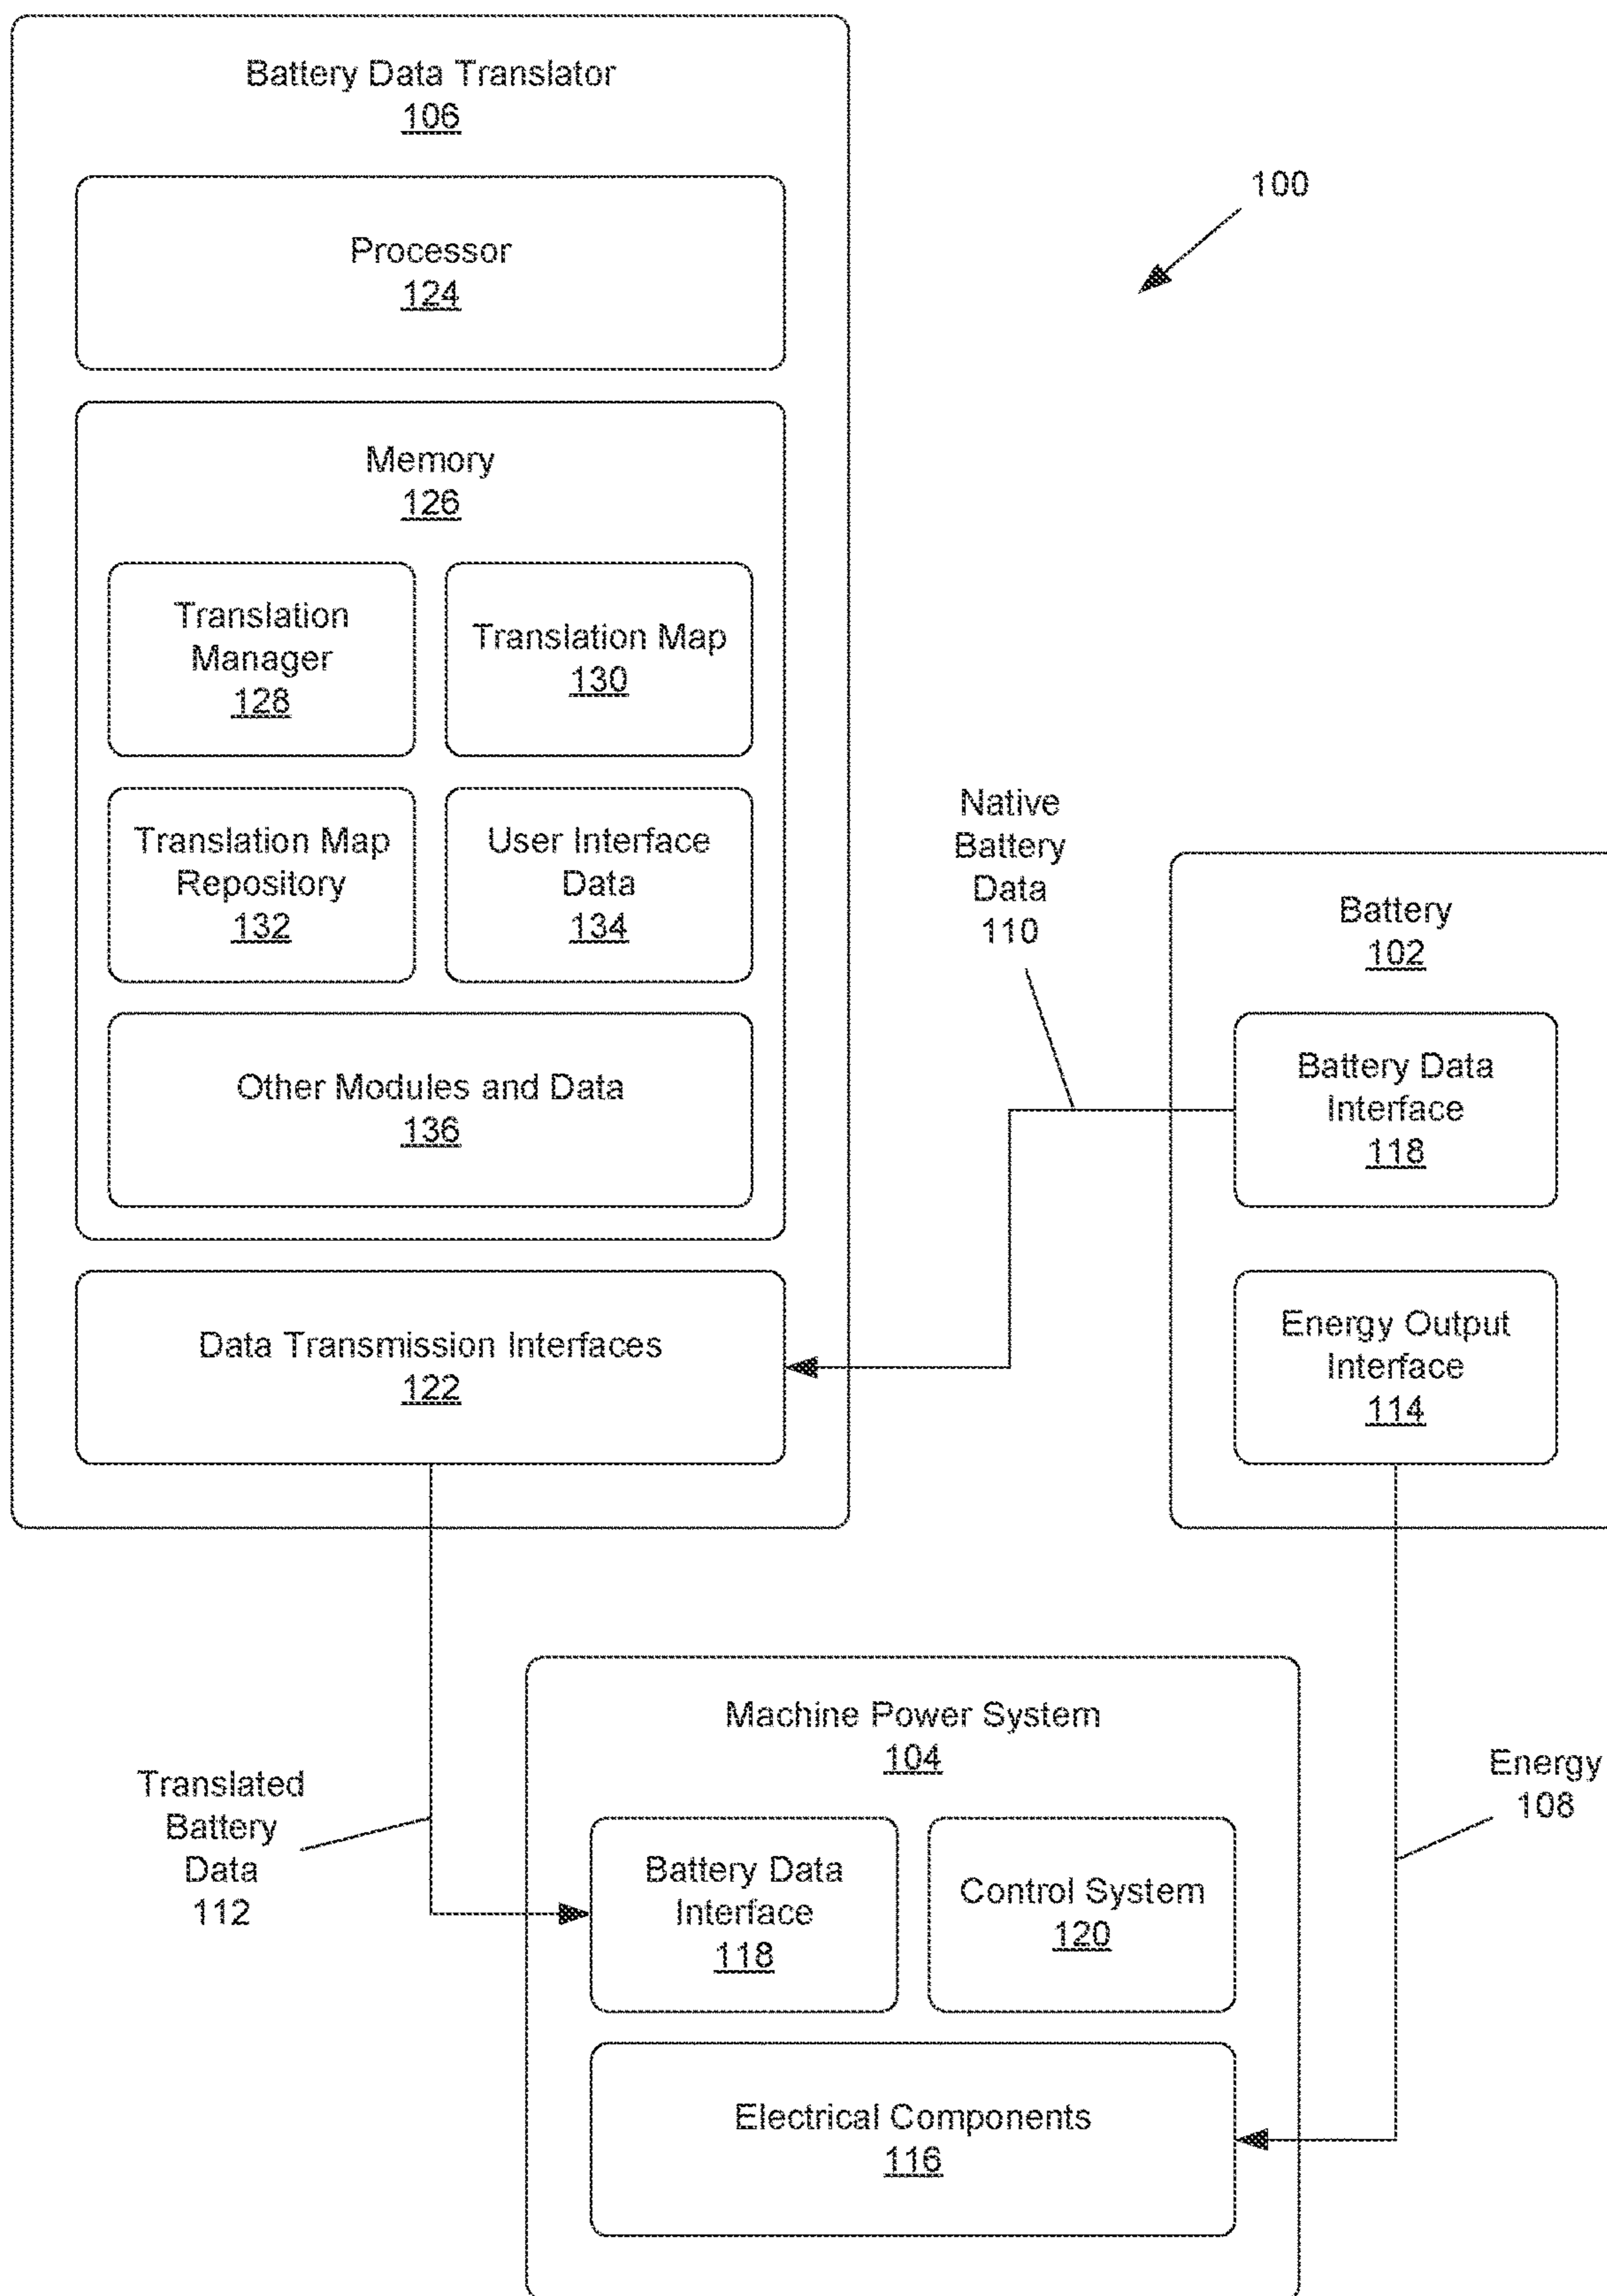 Battery Data Translator
106
Processor
124
100
Memory
126
Translation
Manager
128
Translation Map
130
Translation Map
Repository
132
User Interface
Data
134
Other Modules and Data
136
Data Transmission Interfaces
122
Native
Battery
Data
110
Battery
102
Battery Data
Interface
118
Energy Output
Interface
114
Machine Power System
104
Translated
Battery
Data
112
Battery Data
Interface
118
Control System
120
Energy
108
Electrical Components
116